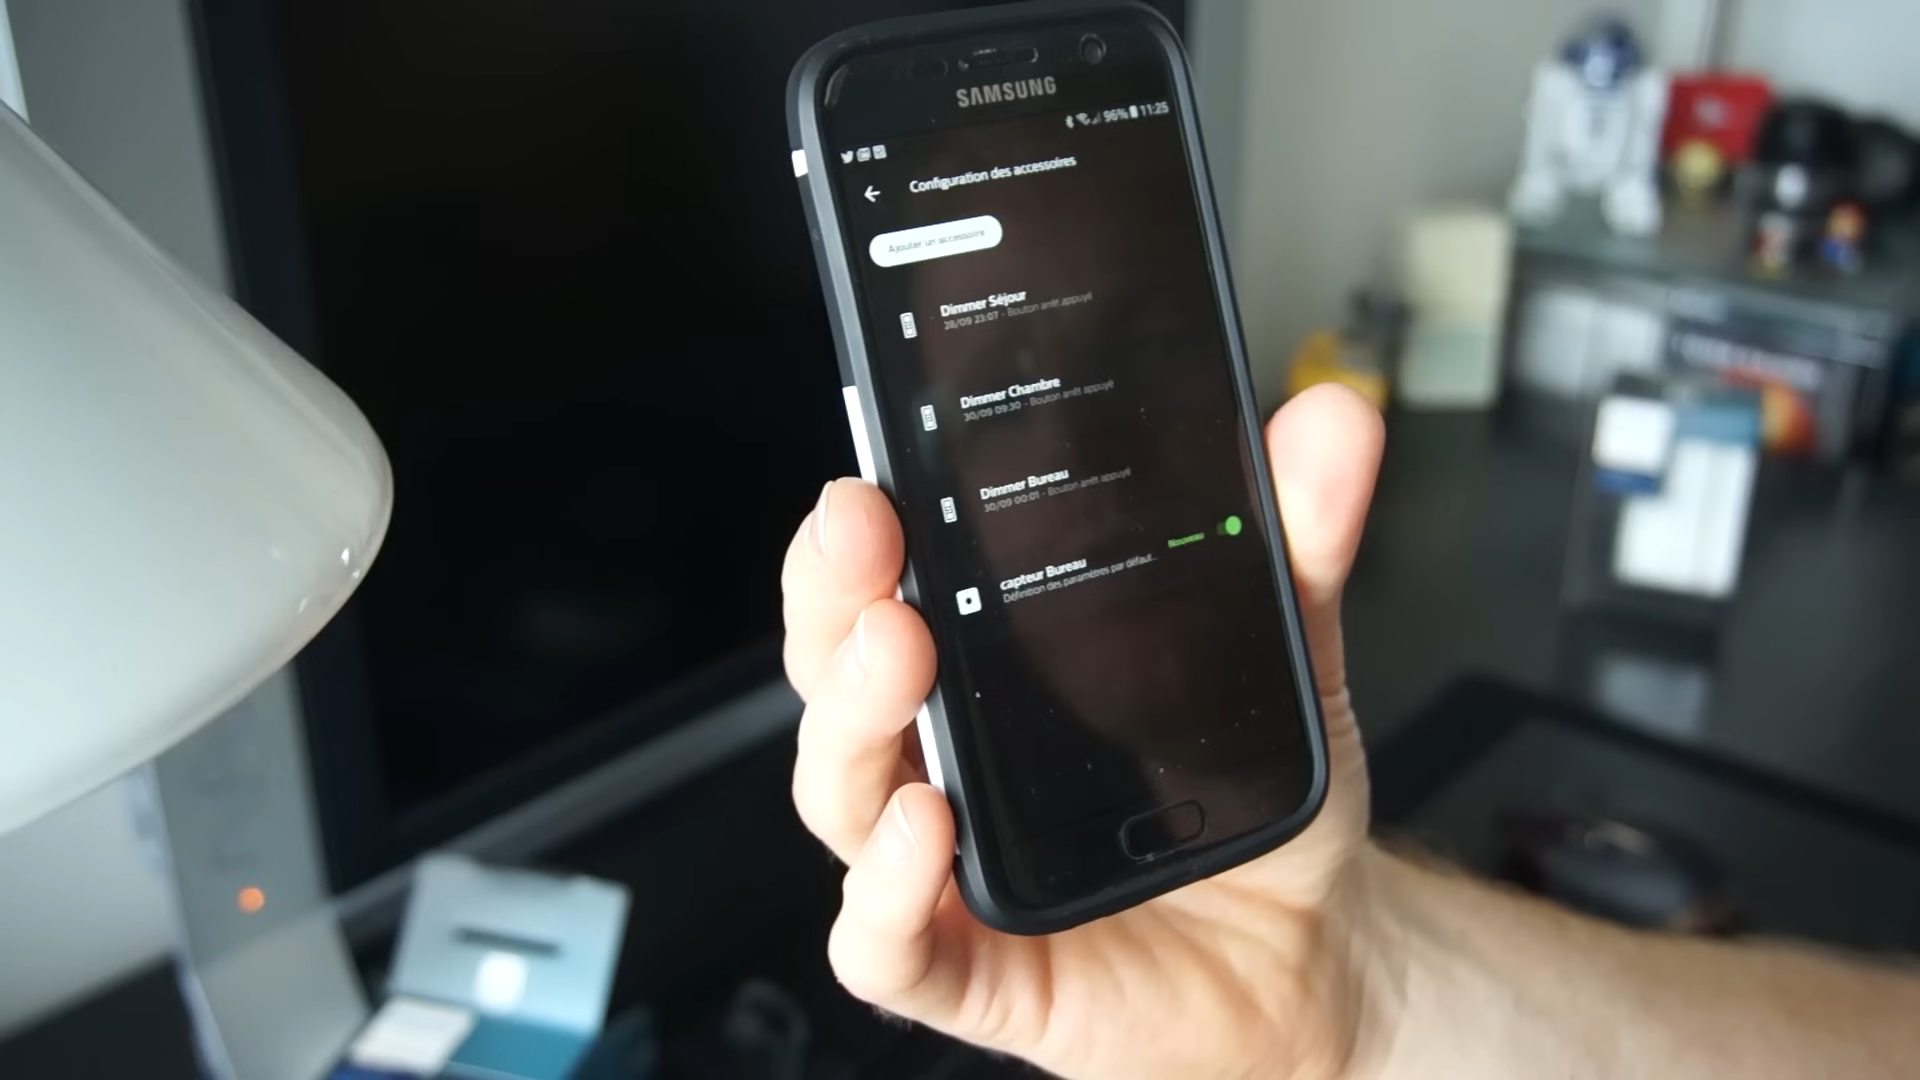 SAMSUNG
96% 11:25
Configuration des accessoires
Ajouter un accessoire
Dimmer Séjour
28/09 23:07 - Bouton arrêt appuyé
Dimmer Chambre
30/09 09:30 - Bouton arrêt appuyé
Dimmer Bureau
30/09 00:01 - Bouton arrêt appuyé
Nouveau
capteur Bureau
Définition des paramètres par défaut...